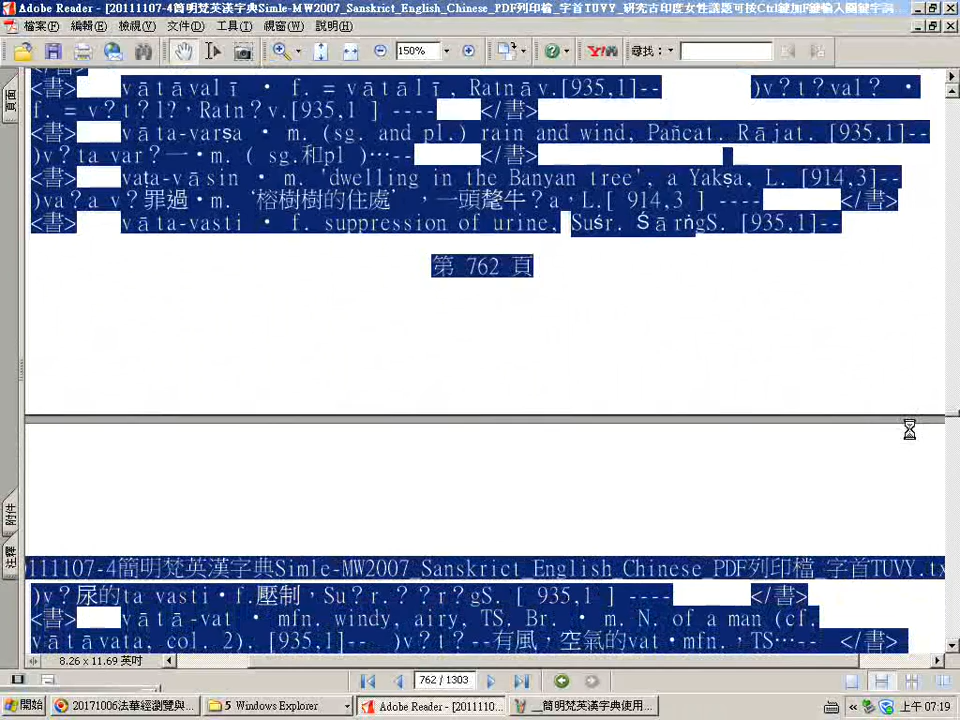 Adobe Reader - [20111107-4簡明梵英漢字典Simle-MW2007_Sanskrict_English_Chinese_PDF列印檔_字首TUVY_研究古印度女性議題可按Ctrl鍵加F鍵輸入關鍵字詞
檔案(F) 編輯(E) 檢視(V) 文件(D) 工具(T) 視窗(W) 說明(H)
150% Y! 尋找：
頁面
</書>
<書> vātāvalī • f. = vātālī, Ratnāv.[935,1]-- )v?t?val? •
f. = v?t?l?，Ratn?v.[935,1 ] ---- </書>
<書> vāta-varṣa • m. (sg. and pl.) rain and wind, Pañcat. Rājat. [935,1]--
)v?ta var?一•m. ( sg.和pl )…-- </書>
<書> vaṭa-vāsin • m. 'dwelling in the Banyan tree', a Yakṣa, L. [914,3]--
)va?a v?罪過•m. ‘榕樹樹的住處’，一頭氂牛?a，L.[ 914,3 ] ---- </書>
<書> vāta-vasti • f. suppression of urine, Suśr. ŚārṅgS. [935,1]--
第 762 頁
附件
註釋
111107-4簡明梵英漢字典Simle-MW2007_Sanskrict_English_Chinese_PDF列印檔_字首TUVY.tx
)v?尿的ta vasti•f.壓制，Su?r.??r?gS. [ 935,1 ] ---- </書>
<書> vātā-vat • mfn. windy, airy, TS. Br. • m. N. of a man (cf.
vātāvata, col. 2). [935,1]-- )v?t?--有風，空氣的vat•mfn.，TS…-- </書>
8.26 x 11.69 英吋
762 / 1303
開始 20171006法華經瀏覽與... 5 Windows Explorer Adobe Reader - [2011110... __簡明梵英漢字典使用... 上午 07:19